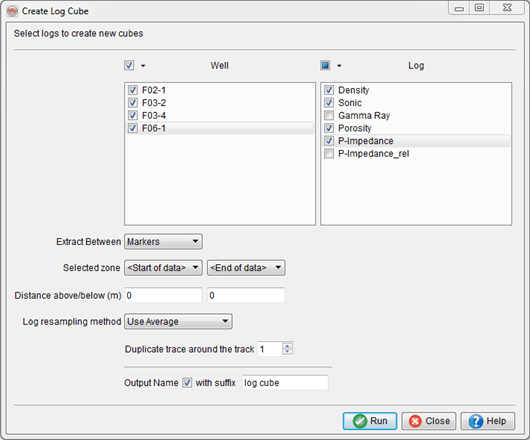 Create Log Cube
Select logs to create new cubes
Well Log
F02-1
F03-2
F03-4
F06-1
Density
Sonic
Gamma Ray
Porosity
P-Impedance
P-Impedance_rel
Extract Between Markers
Selected zone <Start of data> <End of data>
Distance above/below (m) 0 0
Log resampling method Use Average
Duplicate trace around the track 1
Output Name with suffix log cube
Run Close Help